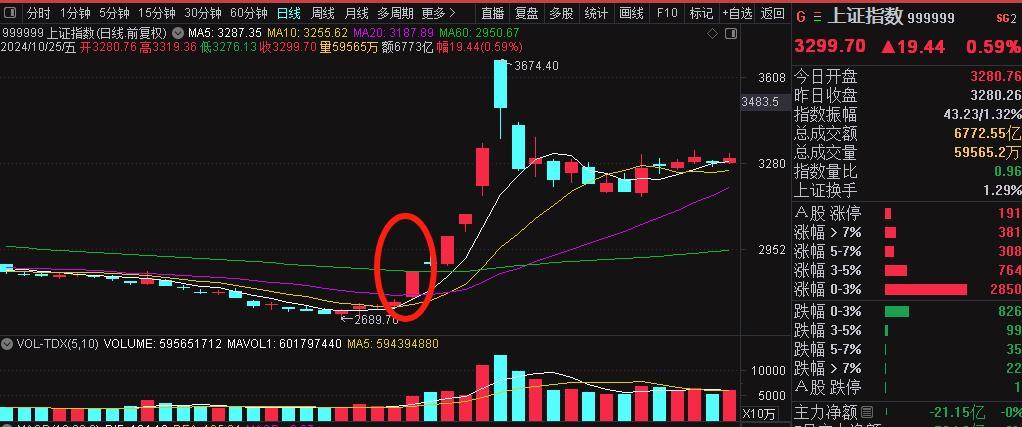 分时 1分钟 5分钟 15分钟 30分钟 60分钟 日线 周线 月线 多周期 更多 > 直播 复盘 多股 统计 画线 F10 标记 +自选 返回
G 上证指数 999999 SG2
999999 上证指数(日线.前复权) MA5: 3287.35 MA10: 3255.62 MA20: 3187.89 MA60: 2950.67
2024/10/25/五 开3280.76 高3319.36 低3276.13 收3299.70 量59565万 额6773亿 幅19.44(0.59%)
3299.70 ▲19.44 0.59%
3674.40
2689.70
3608
3483.5
3280
2952
今日开盘 3280.76
昨日收盘 3280.26
指数振幅 43.23/1.32%
总成交额 6772.55亿
总成交量 59565.2万
指数量比 0.96
上证换手 1.29%
A股 涨停 191
涨幅 > 7% 381
涨幅 5-7% 308
涨幅 3-5% 764
涨幅 0-3% 2850
跌幅 0-3% 826
跌幅 3-5% 99
跌幅 5-7% 35
跌幅 > 7% 22
A股 跌停 1
主力净额 -21.15亿 -0%
VOL-TDX(5,10) VOLUME: 595651712 MAVOL1: 601797440 MA5: 594394880
10000
5000
X10万